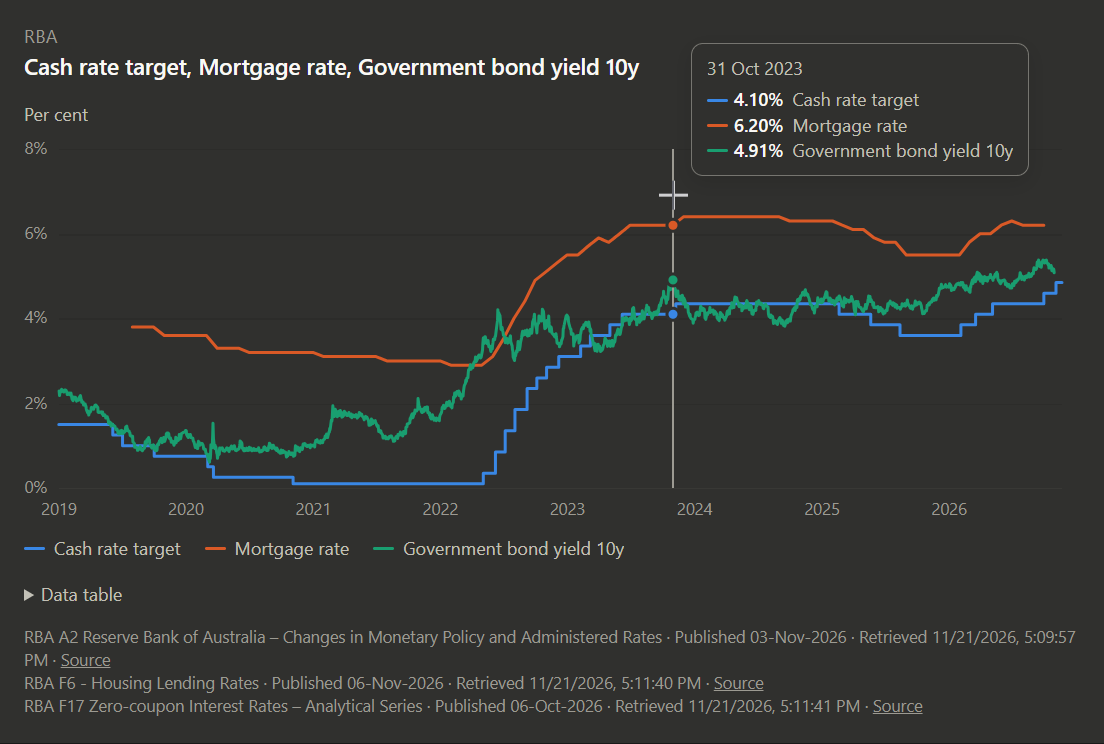 RBA
Cash rate target, Mortgage rate, Government bond yield 10y
31 Oct 2023
4.10% Cash rate target
6.20% Mortgage rate
4.91% Government bond yield 10y
Per cent
8%
6%
4%
2%
0%
2019 2020 2021 2022 2023 2024 2025 2026
Cash rate target Mortgage rate Government bond yield 10y
Data table
RBA A2 Reserve Bank of Australia – Changes in Monetary Policy and Administered Rates · Published 03-Nov-2026 · Retrieved 11/21/2026, 5:09:57
PM · Source
RBA F6 - Housing Lending Rates · Published 06-Nov-2026 · Retrieved 11/21/2026, 5:11:40 PM · Source
RBA F17 Zero-coupon Interest Rates – Analytical Series · Published 06-Oct-2026 · Retrieved 11/21/2026, 5:11:41 PM · Source